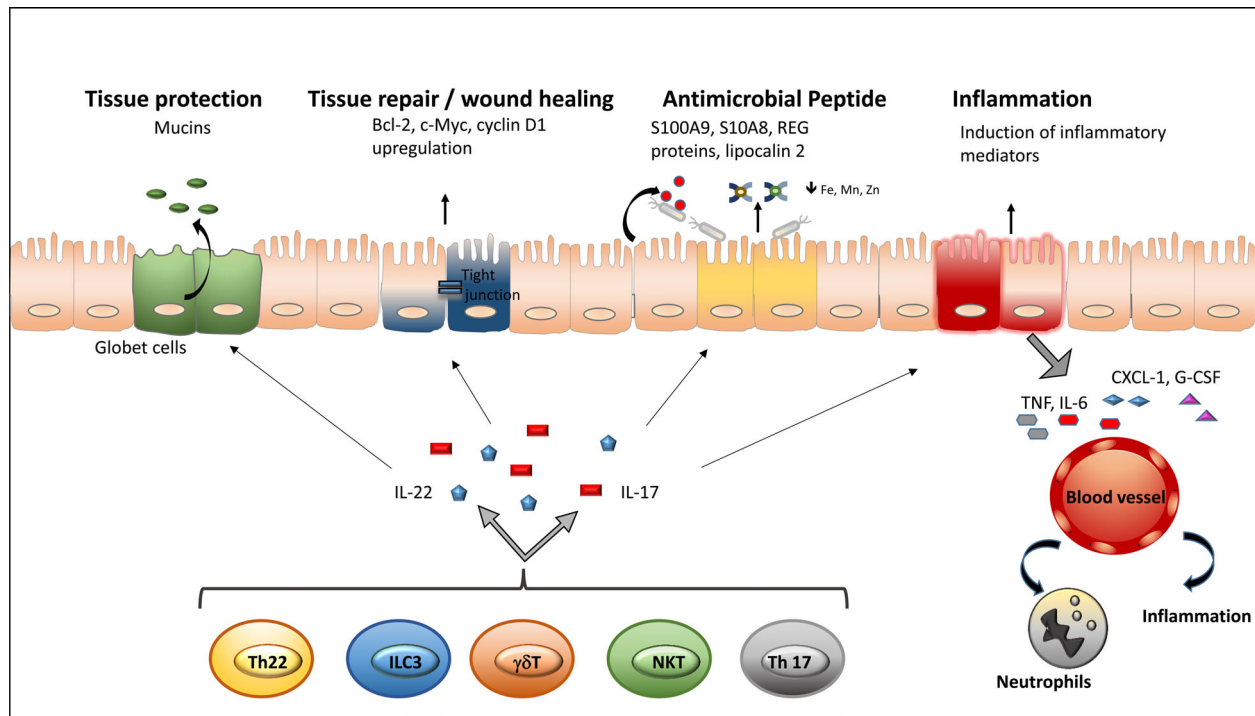 Tissue protection
Mucins
Tissue repair / wound healing
Bcl-2, c-Myc, cyclin D1
upregulation
Antimicrobial Peptide
S100A9, S10A8, REG
proteins, lipocalin 2
Inflammation
Induction of inflammatory
mediators
Fe, Mn, Zn
Tight
junction
Globet cells
CXCL-1, G-CSF
TNF, IL-6
IL-22
IL-17
Blood vessel
Inflammation
Neutrophils
Th22
ILC3
γδT
NKT
Th 17